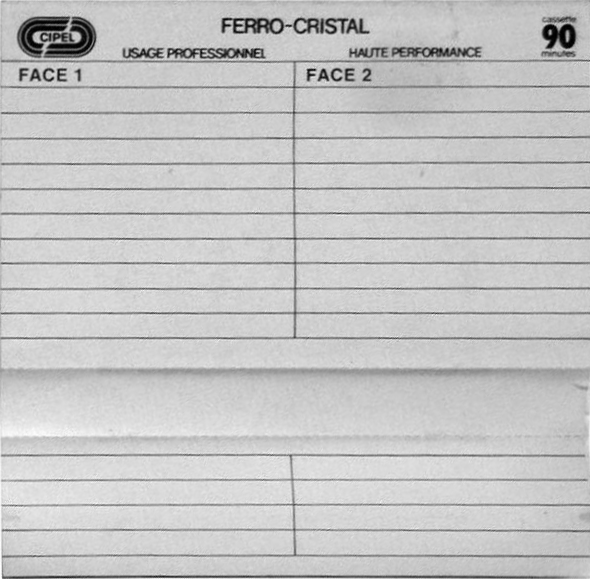 CIPEL
FERRO-CRISTAL
USAGE PROFESSIONNEL HAUTE PERFORMANCE
cassette
90
minutes
FACE 1 FACE 2